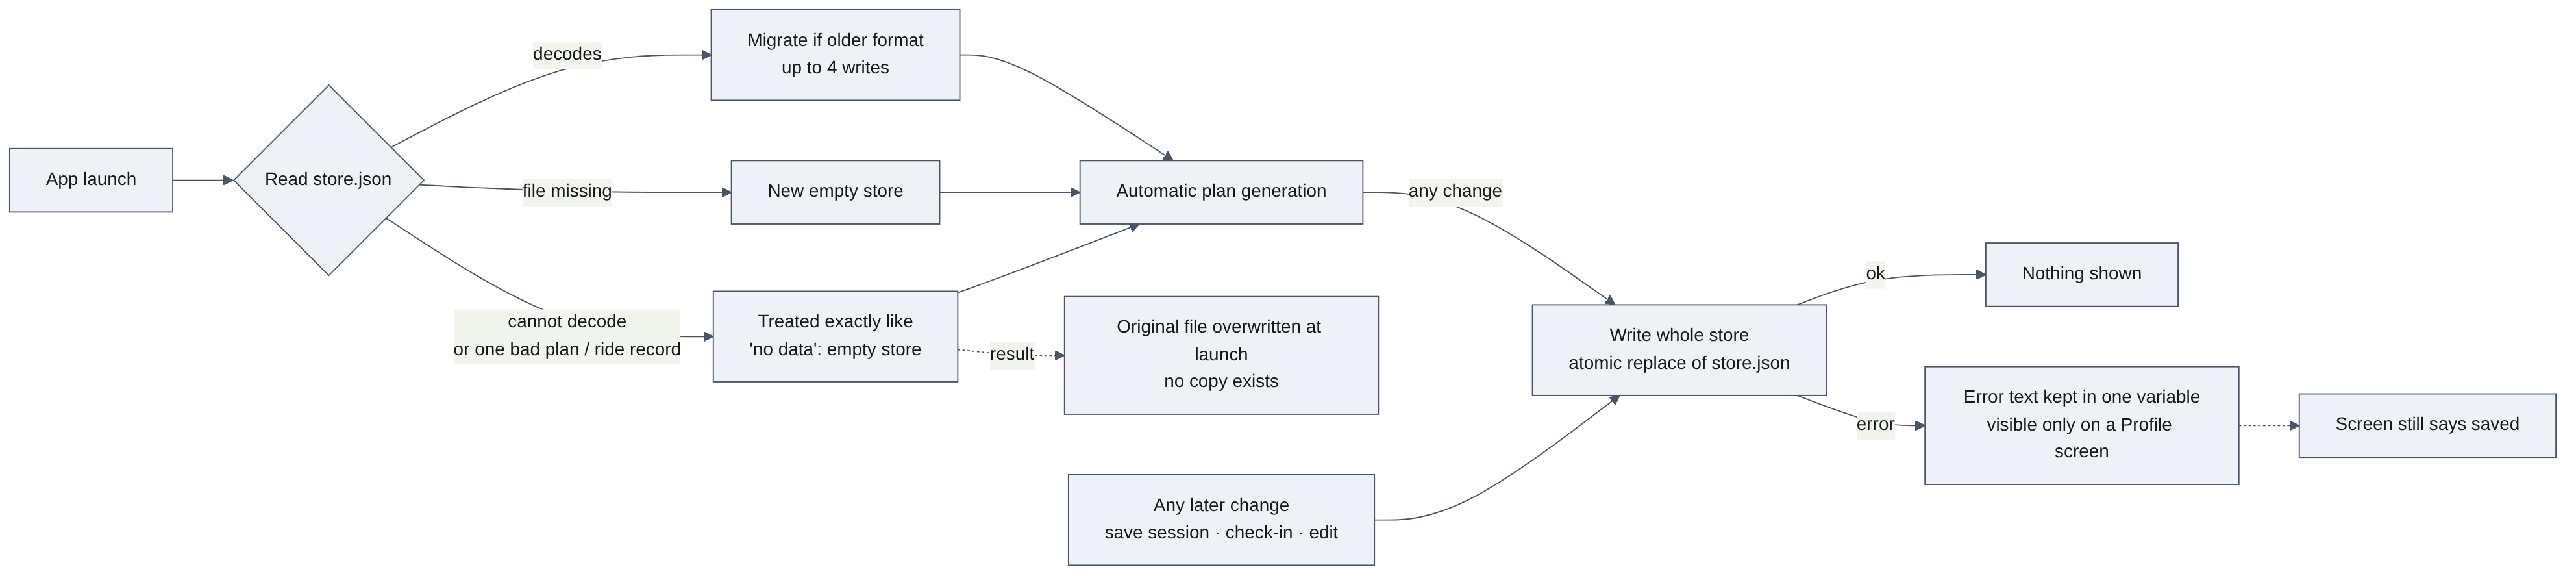 App launch
Read store.json
decodes
file missing
cannot decode
or one bad plan / ride record
Migrate if older format
up to 4 writes
New empty store
Treated exactly like
'no data': empty store
Automatic plan generation
result
Original file overwritten at
launch
no copy exists
Any later change
save session · check-in · edit
any change
Write whole store
atomic replace of store.json
ok
error
Nothing shown
Error text kept in one variable
visible only on a Profile
screen
Screen still says saved